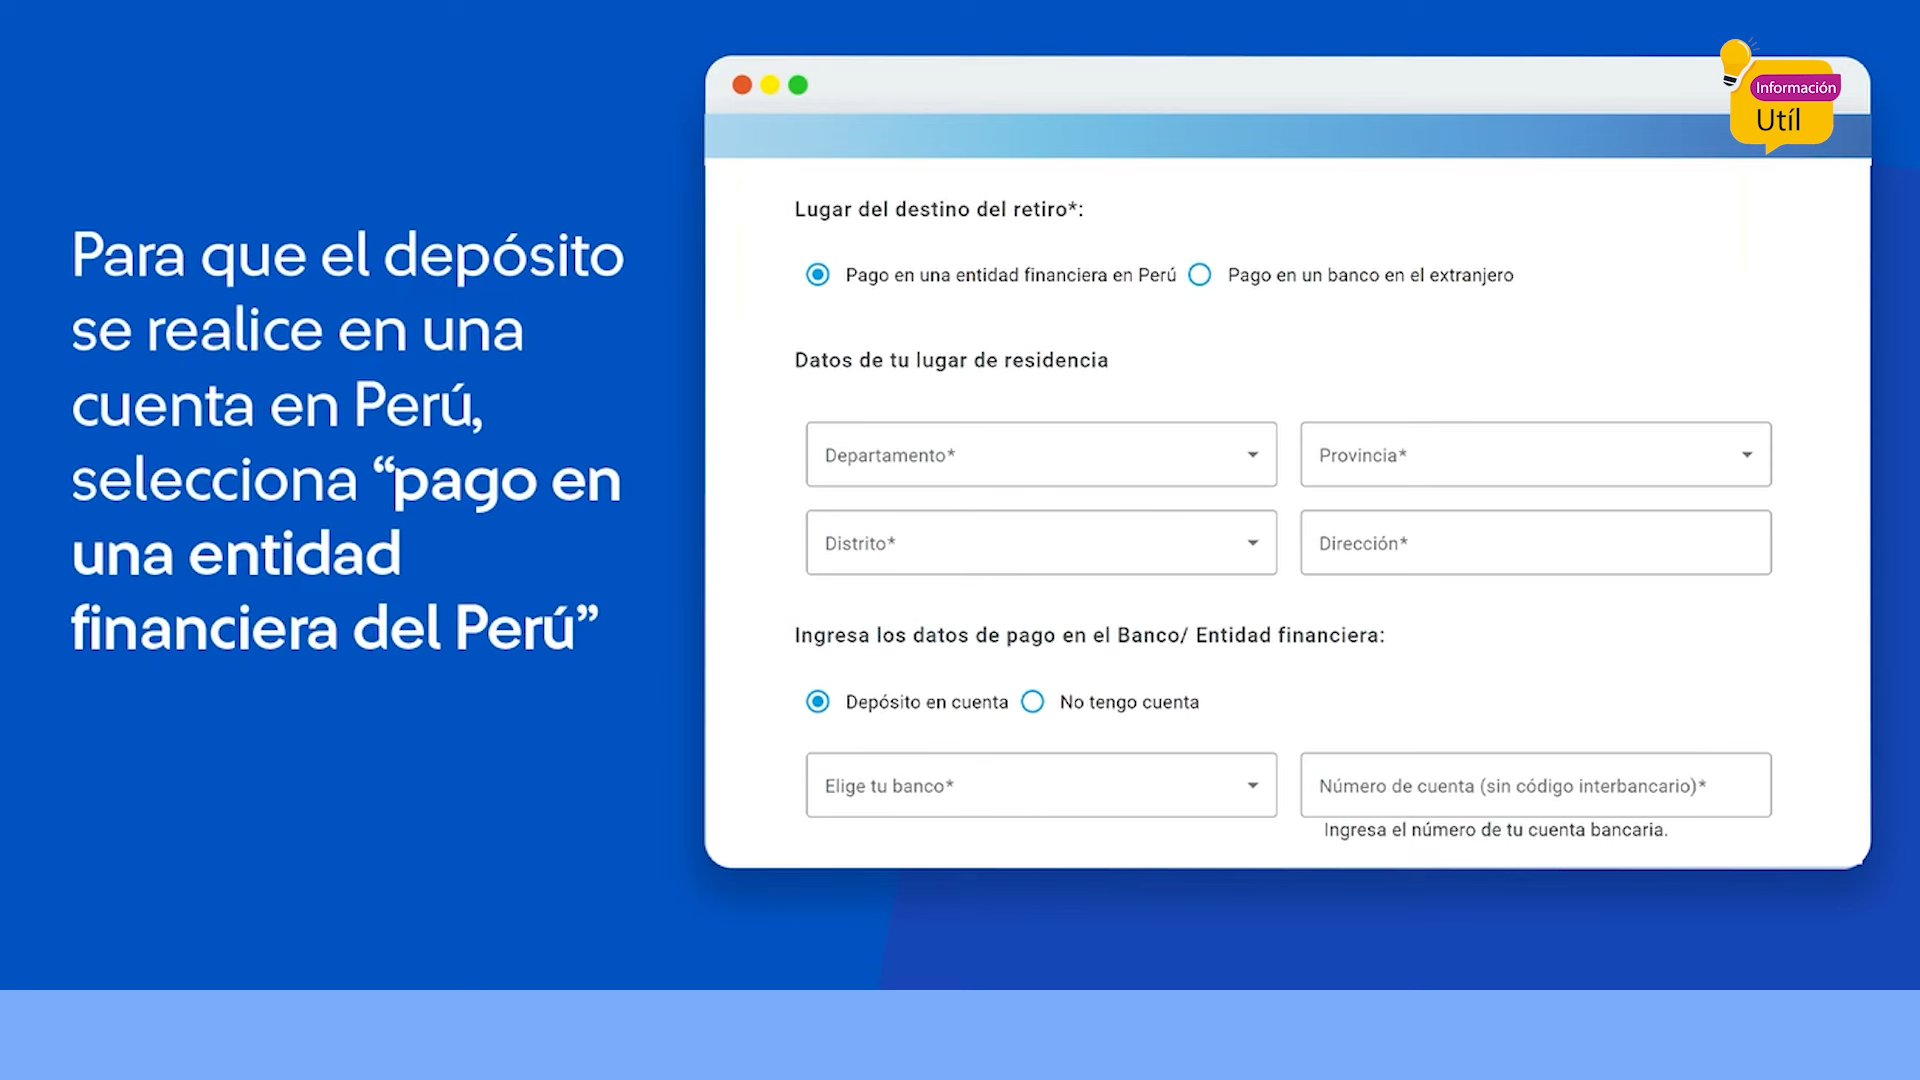 Para que el depósito
se realice en una
cuenta en Perú,
selecciona “pago en
una entidad
financiera del Perú”
Información
Utíl
Lugar del destino del retiro*:
Pago en una entidad financiera en Perú Pago en un banco en el extranjero
Datos de tu lugar de residencia
Departamento* Provincia*
Distrito* Dirección*
Ingresa los datos de pago en el Banco/ Entidad financiera:
Depósito en cuenta No tengo cuenta
Elige tu banco* Número de cuenta (sin código interbancario)*
Ingresa el número de tu cuenta bancaria.